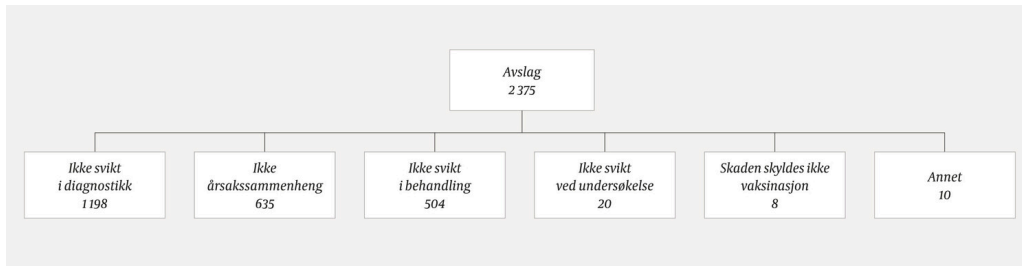 Avslag
2 375
Ikke svikt
i diagnostikk
1 198
Ikke
årsakssammenheng
635
Ikke svikt
i behandling
504
Ikke svikt
ved undersøkelse
20
Skaden skyldes ikke
vaksinasjon
8
Annet
10